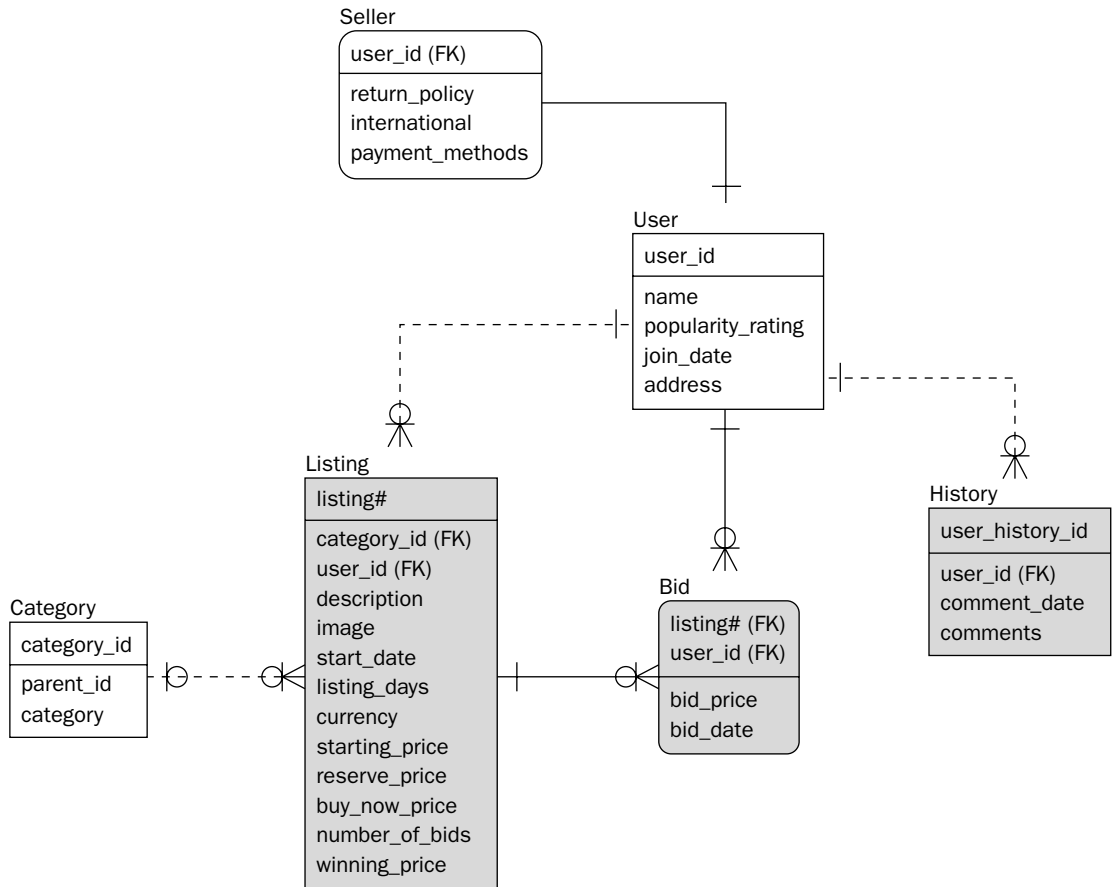 Seller
user_id (FK)
return_policy
international
payment_methods
User
user_id
name
popularity_rating
join_date
address
Listing
listing#
category_id (FK)
user_id (FK)
description
image
start_date
listing_days
currency
starting_price
reserve_price
buy_now_price
number_of_bids
winning_price
History
user_history_id
user_id (FK)
comment_date
comments
Category
category_id
parent_id
category
Bid
listing# (FK)
user_id (FK)
bid_price
bid_date